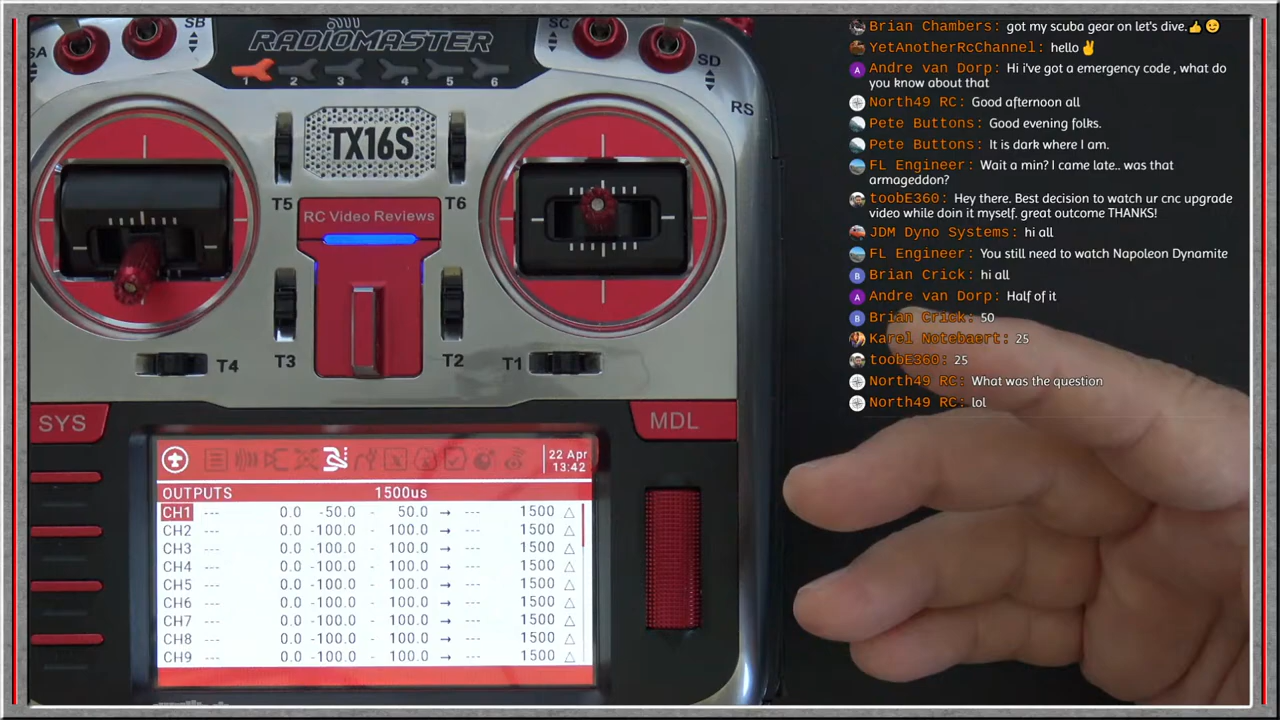 SA
SB
SC
SD
RS
RADIOMASTER
1 2 3 4 5 6
TX16S
T5
T6
RC Video Reviews
T4
T3
T2
T1
SYS
MDL
22 Apr
13:42
OUTPUTS 1500us
CH1 --- 0.0 -50.0 - 50.0 → --- 1500 △
CH2 --- 0.0 -100.0 - 100.0 → --- 1500 △
CH3 --- 0.0 -100.0 - 100.0 → --- 1500 △
CH4 --- 0.0 -100.0 - 100.0 → --- 1500 △
CH5 --- 0.0 -100.0 - 100.0 → --- 1500 △
CH6 --- 0.0 -100.0 - 100.0 → --- 1500 △
CH7 --- 0.0 -100.0 - 100.0 → --- 1500 △
CH8 --- 0.0 -100.0 - 100.0 → --- 1500 △
CH9 --- 0.0 -100.0 - 100.0 → --- 1500 △
Brian Chambers: got my scuba gear on let's dive.👍😉
YetAnotherRcChannel: hello✌
A Andre van Dorp: Hi i've got a emergency code , what do
you know about that
North49 RC: Good afternoon all
Pete Buttons: Good evening folks.
Pete Buttons: It is dark where I am.
FL Engineer: Wait a min? I came late.. was that
armageddon?
toobE360: Hey there. Best decision to watch ur cnc upgrade
video while doin it myself. great outcome THANKS!
JDM Dyno Systems: hi all
FL Engineer: You still need to watch Napoleon Dynamite
B Brian Crick: hi all
A Andre van Dorp: Half of it
B Brian Crick: 50
Karel Notebaert: 25
toobE360: 25
North49 RC: What was the question
North49 RC: lol